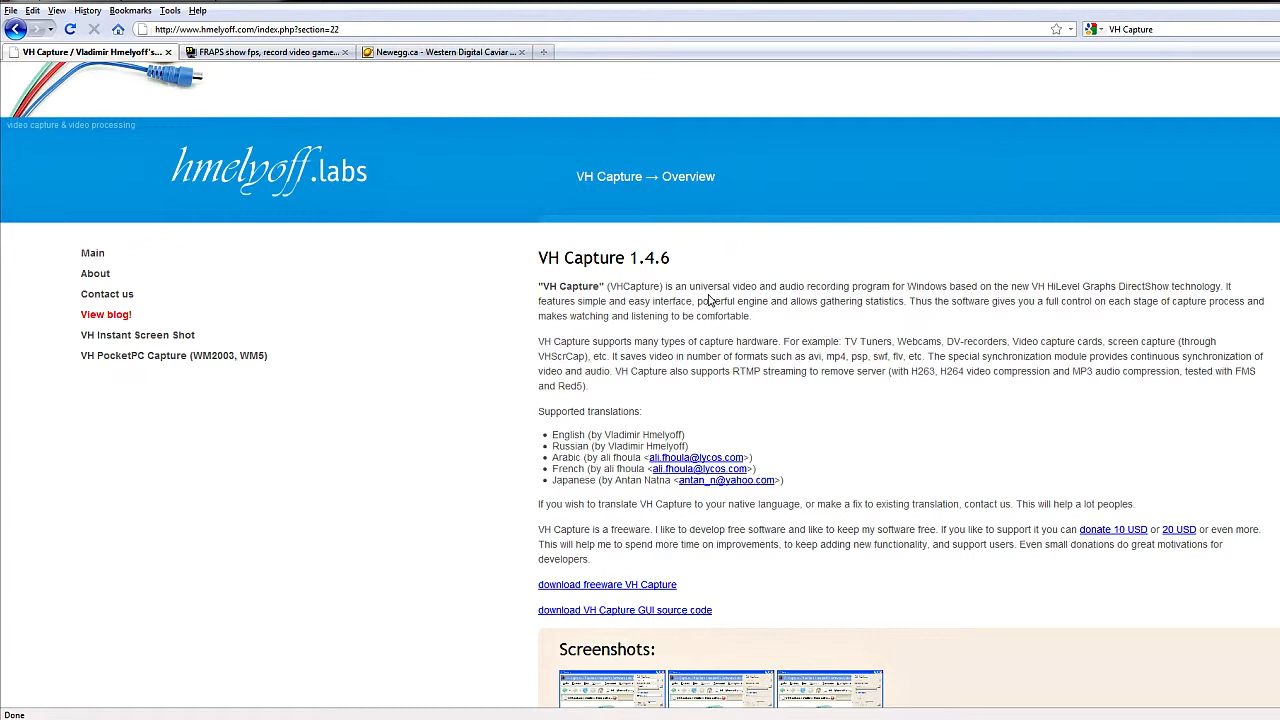 File Edit View History Bookmarks Tools Help
http://www.hmelyoff.com/index.php?section=22
VH Capture
VH Capture / Vladimir Hmelyoff's...
FRAPS show fps, record video game...
Newegg.ca - Western Digital Caviar ...
video capture & video processing
hmelyoff.labs
VH Capture → Overview
Main
About
Contact us
View blog!
VH Instant Screen Shot
VH PocketPC Capture (WM2003, WM5)
VH Capture 1.4.6
"VH Capture" (VHCapture) is an universal video and audio recording program for Windows based on the new VH HiLevel Graphs DirectShow technology. It
features simple and easy interface, powerful engine and allows gathering statistics. Thus the software gives you a full control on each stage of capture process and
makes watching and listening to be comfortable.
VH Capture supports many types of capture hardware. For example: TV Tuners, Webcams, DV-recorders, Video capture cards, screen capture (through
VHScrCap), etc. It saves video in number of formats such as avi, mp4, psp, swf, flv, etc. The special synchronization module provides continuous synchronization of
video and audio. VH Capture also supports RTMP streaming to remove server (with H263, H264 video compression and MP3 audio compression, tested with FMS
and Red5).
Supported translations:
• English (by Vladimir Hmelyoff)
• Russian (by Vladimir Hmelyoff)
• Arabic (by ali fhoula <ali.fhoula@lycos.com>)
• French (by ali fhoula <ali.fhoula@lycos.com>)
• Japanese (by Antan Natna <antan_n@yahoo.com>)
If you wish to translate VH Capture to your native language, or make a fix to existing translation, contact us. This will help a lot peoples.
VH Capture is a freeware. I like to develop free software and like to keep my software free. If you like to support it you can donate 10 USD or 20 USD or even more.
This will help me to spend more time on improvements, to keep adding new functionality, and support users. Even small donations do great motivations for
developers.
download freeware VH Capture
download VH Capture GUI source code
Screenshots:
Done